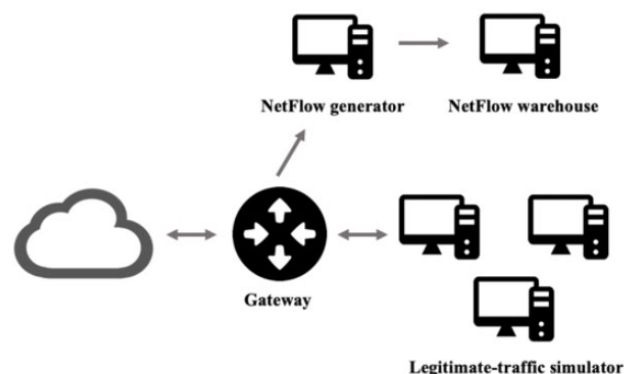 NetFlow generator
NetFlow warehouse
Gateway
Legitimate-traffic simulator